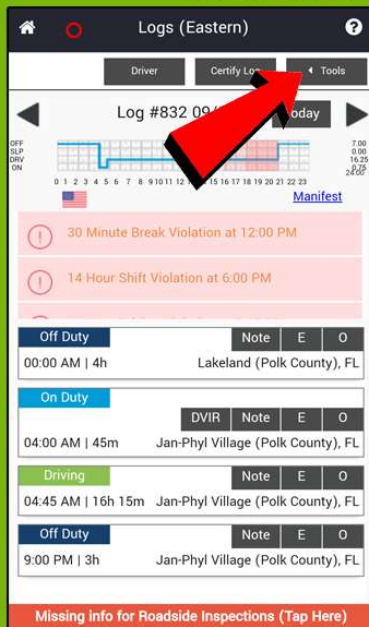 Logs (Eastern)
?
Driver
Certify Log
Tools
Log #832 09/
oday
OFF
SLP
DRV
ON
7.00
0.00
16.25
0.75
24.00
0 1 2 3 4 5 6 7 8 9 10 11 12 15 16 17 18 19 20 21 22 23
Manifest
30 Minute Break Violation at 12:00 PM
14 Hour Shift Violation at 6:00 PM
Off Duty Note E O
00:00 AM | 4h Lakeland (Polk County), FL
On Duty
DVIR Note E O
04:00 AM | 45m Jan-Phyl Village (Polk County), FL
Driving Note E O
04:45 AM | 16h 15m Jan-Phyl Village (Polk County), FL
Off Duty Note E O
9:00 PM | 3h Jan-Phyl Village (Polk County), FL
Missing info for Roadside Inspections (Tap Here)